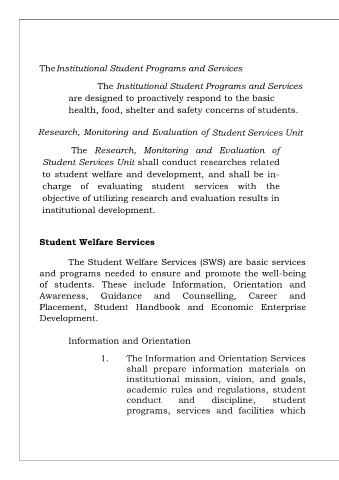 The Institutional Student Programs and Services
The Institutional Student Programs and Services
are designed to proactively respond to the basic
health, food, shelter and safety concerns of students.
Research, Monitoring and Evaluation of Student Services Unit
The Research, Monitoring and Evaluation of
Student Services Unit shall conduct researches related
to student welfare and development, and shall be in-
charge of evaluating student services with the
objective of utilizing research and evaluation results in
institutional development.
Student Welfare Services
The Student Welfare Services (SWS) are basic services
and programs needed to ensure and promote the well-being
of students. These include Information, Orientation and
Awareness, Guidance and Counselling, Career and
Placement, Student Handbook and Economic Enterprise
Development.
Information and Orientation
1. The Information and Orientation Services
shall prepare information materials on
institutional mission, vision, and goals,
academic rules and regulations, student
conduct and discipline, student
programs, services and facilities which